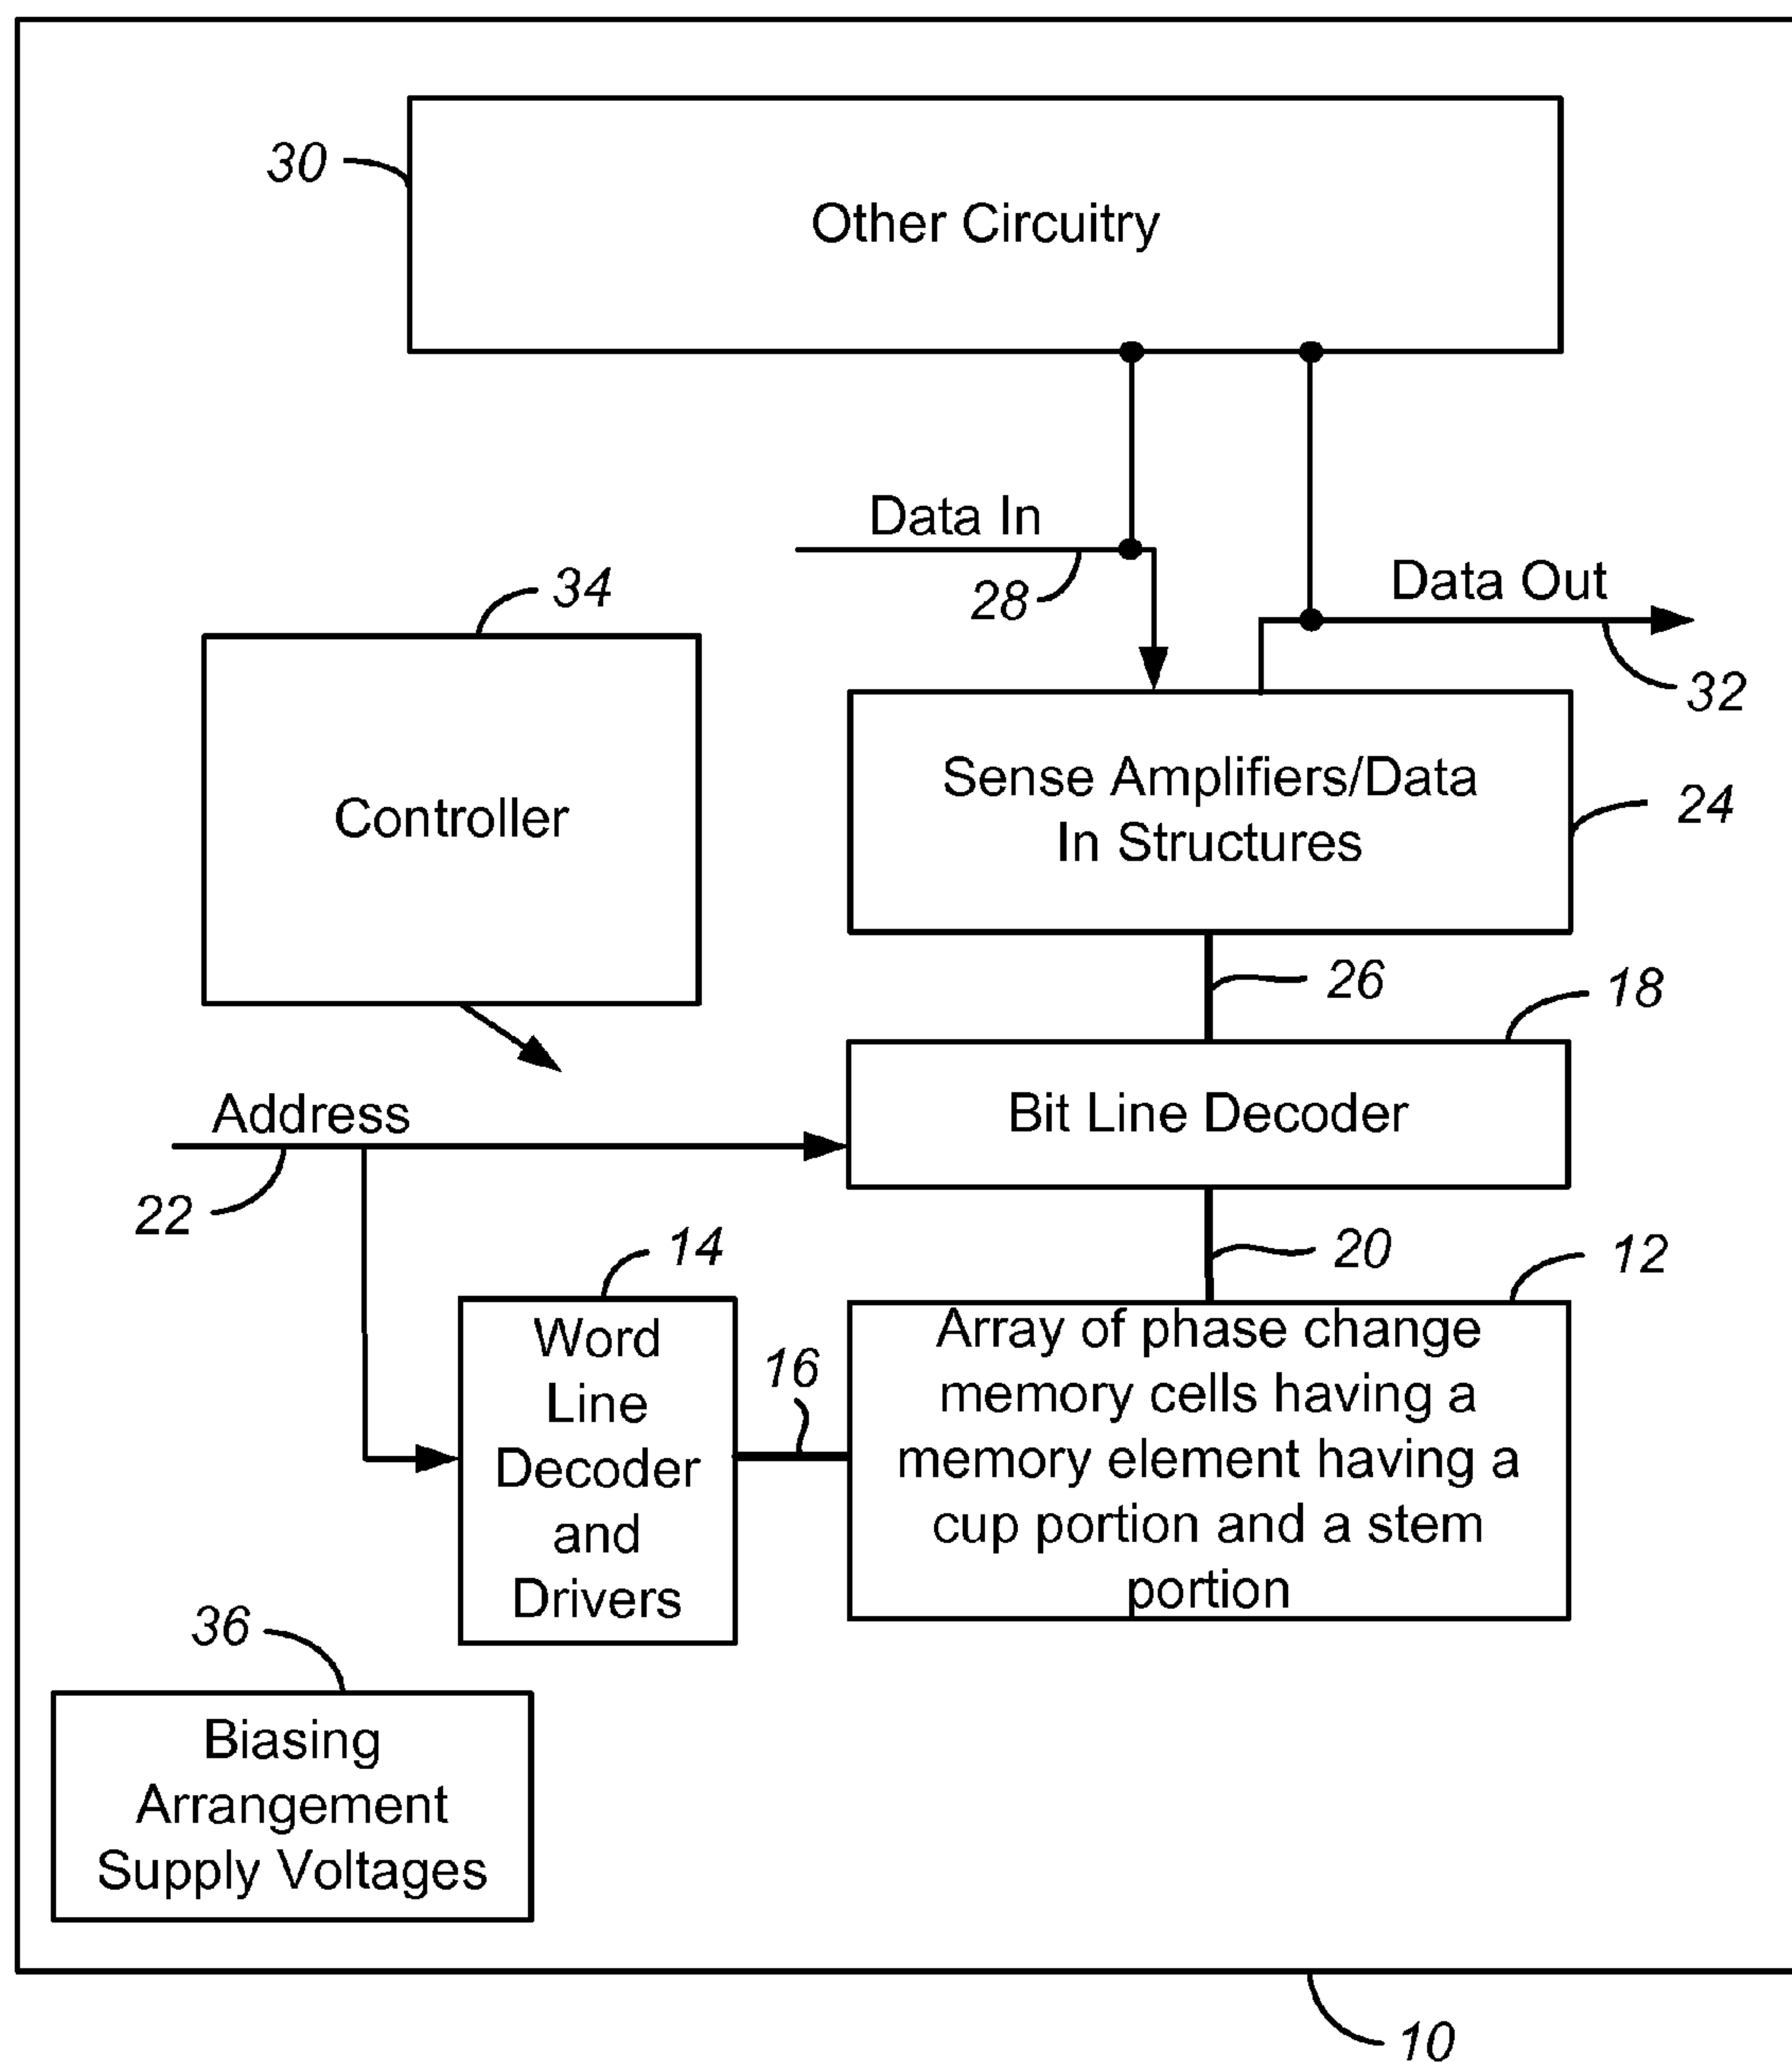 30
Other Circuitry
Data In
28
Data Out
32
34
Controller
Sense Amplifiers/Data
In Structures
24
26
18
Bit Line Decoder
Address
22
20
12
14
Word
Line
Decoder
and
Drivers
16
Array of phase change
memory cells having a
memory element having a
cup portion and a stem
portion
36
Biasing
Arrangement
Supply Voltages
10